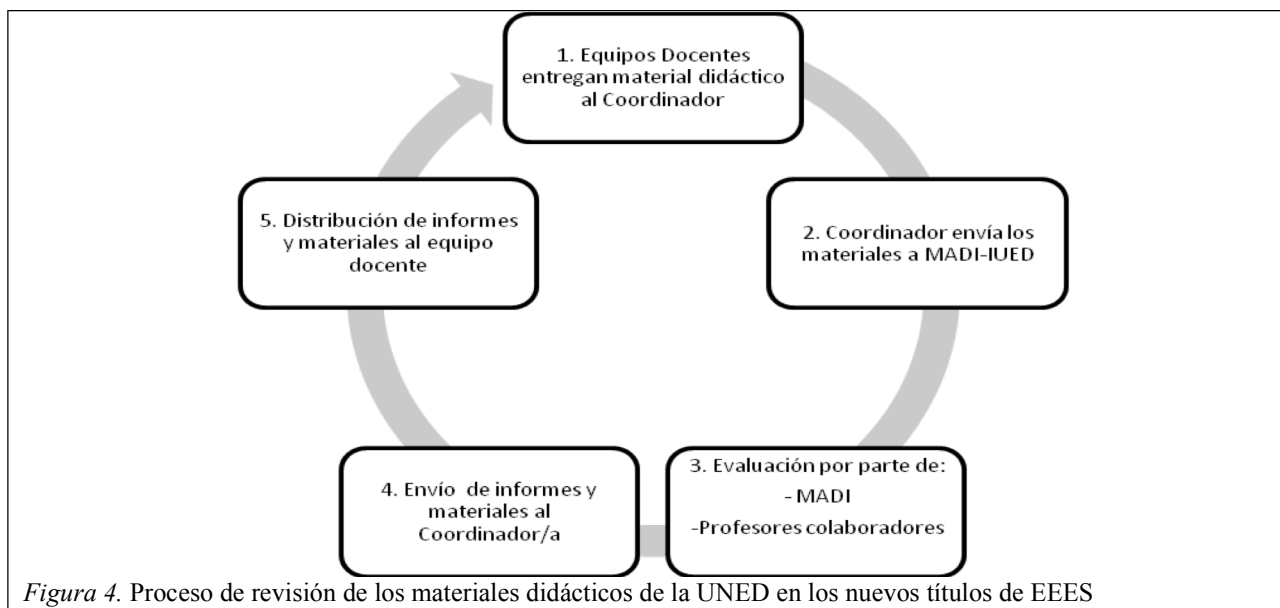 1. Equipos Docentes
entregan material didáctico
al Coordinador
2. Coordinador envía los
materiales a MADI-IUED
3. Evaluación por parte de:
- MADI
-Profesores colaboradores
4. Envío de informes y
materiales al
Coordinador/a
5. Distribución de informes
y materiales al equipo
docente
Figura 4. Proceso de revisión de los materiales didácticos de la UNED en los nuevos títulos de EEES